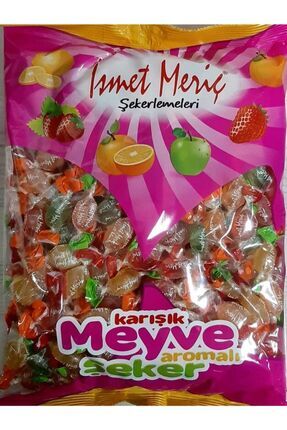 İsmet Meriç
Şekerlemeleri
karışık
Meyve
aromalı
Şeker